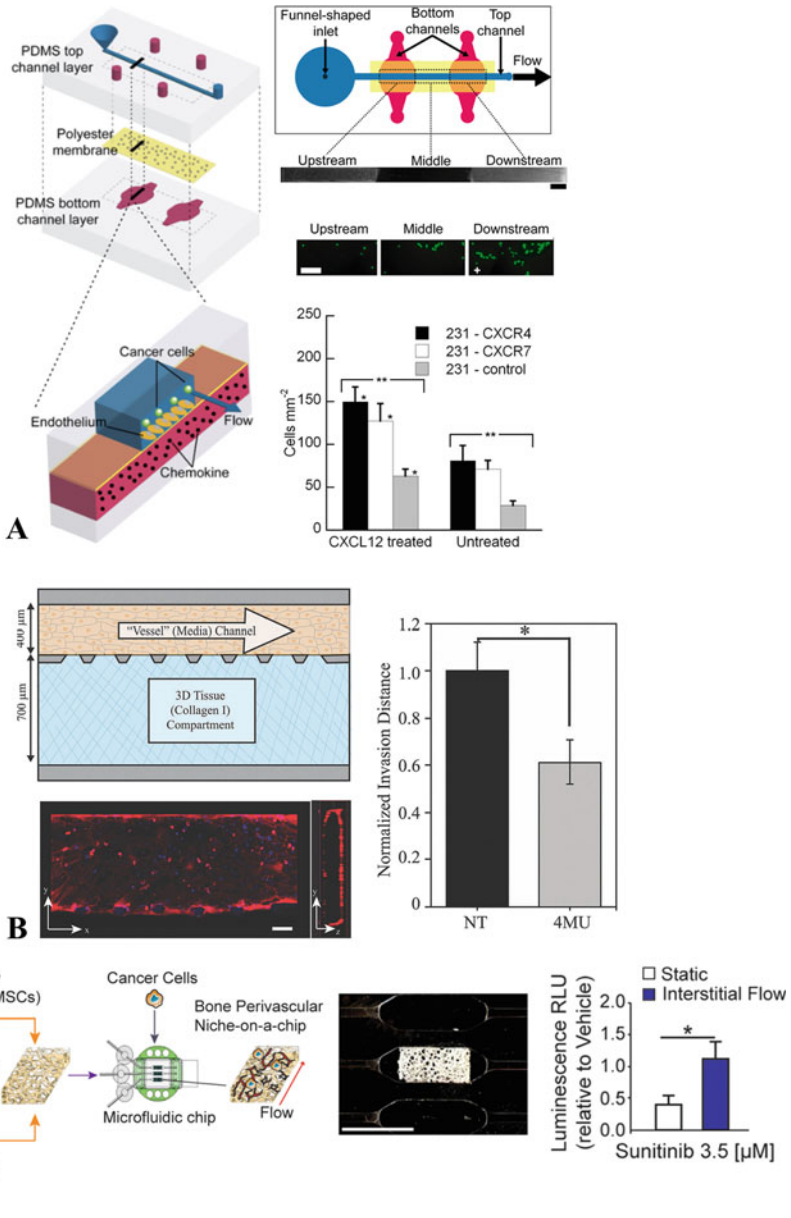 PDMS top
channel layer
Polyester
membrane
PDMS bottom
channel layer
Cancer cells
Endothelium
Flow
Chemokine
A
Funnel-shaped
inlet
Bottom
channels
Top
channel
Flow
Upstream Middle Downstream
Upstream Middle Downstream
+
250
200
150
100
50
0
Cells mm-2
231 - CXCR4
231 - CXCR7
231 - control
**
*
*
*
**
CXCL12 treated Untreated
400 µm
700 µm
"Vessel" (Media) Channel
3D Tissue
(Collagen I)
Compartment
y
x
y
z
B
Normalized Invasion Distance
1.2
1.0
0.8
0.6
0.4
0.2
0
*
NT 4MU
MSCs)
Cancer Cells
Bone Perivascular
Niche-on-a-chip
Microfluidic chip
Flow
Static
Interstitial Flow
Luminescence RLU
(relative to Vehicle)
2.0
1.5
1.0
0.5
0.0
*
Sunitinib 3.5 [µM]